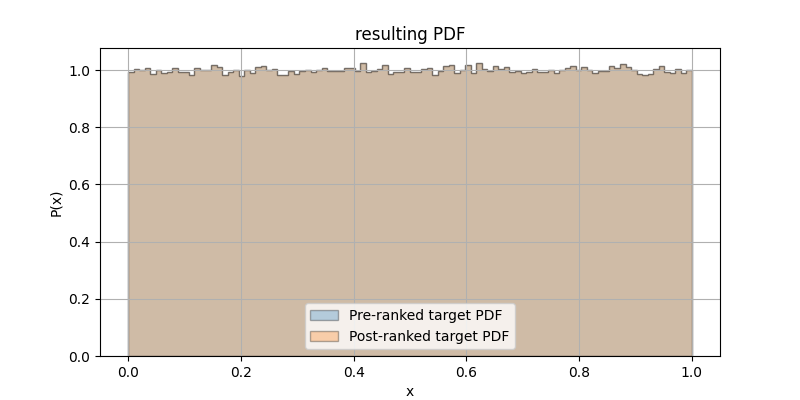 resulting PDF
P(x)
1.0
0.8
0.6
0.4
0.2
0.0
Pre-ranked target PDF
Post-ranked target PDF
0.0 0.2 0.4 0.6 0.8 1.0
x